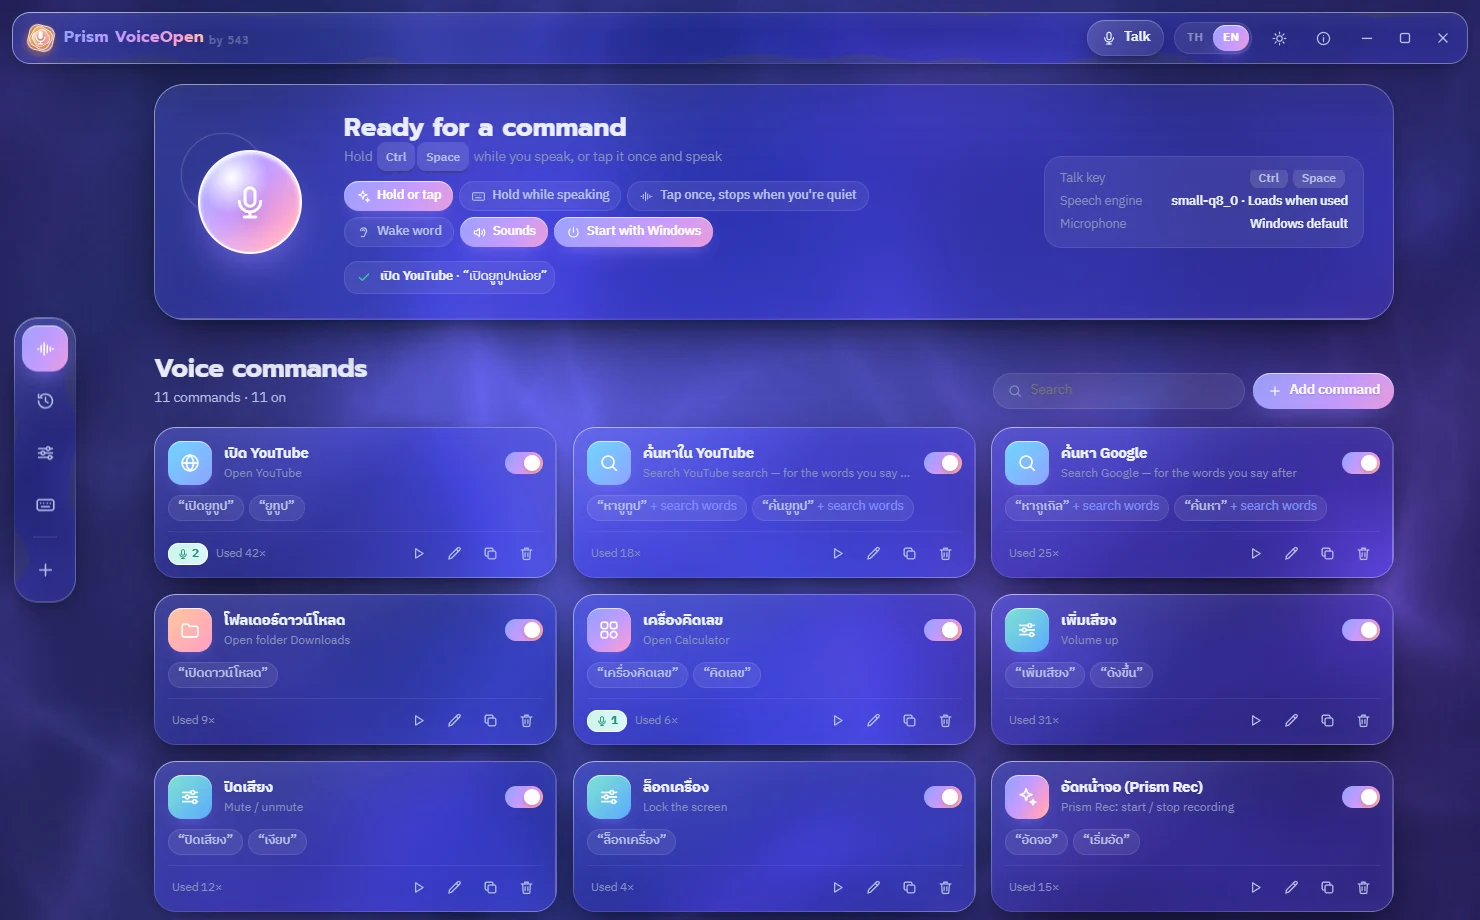 Prism VoiceOpen by 543
Talk
TH EN
Ready for a command
Hold Ctrl Space while you speak, or tap it once and speak
Hold or tap Hold while speaking Tap once, stops when you're quiet
Wake word Sounds Start with Windows
เปิด YouTube · “เปิดยูทูปหน่อย”
Talk key Ctrl Space
Speech engine small-q8_0 · Loads when used
Microphone Windows default
Voice commands
11 commands · 11 on
Search
Add command
เปิด YouTube
Open YouTube
“เปิดยูทูป” “ยูทูป”
2 Used 42×
ค้นหาใน YouTube
Search YouTube search — for the words you say ...
“หายูทูป” + search words “ค้นยูทูป” + search words
Used 18×
ค้นหา Google
Search Google — for the words you say after
“หากูเกิล” + search words “ค้นหา” + search words
Used 25×
โฟลเดอร์ดาวน์โหลด
Open folder Downloads
“เปิดดาวน์โหลด”
Used 9×
เครื่องคิดเลข
Open Calculator
“เครื่องคิดเลข” “คิดเลข”
1 Used 6×
เพิ่มเสียง
Volume up
“เพิ่มเสียง” “ดังขึ้น”
Used 31×
ปิดเสียง
Mute / unmute
“ปิดเสียง” “เงียบ”
Used 12×
ล็อกเครื่อง
Lock the screen
“ล็อกเครื่อง”
Used 4×
อัดหน้าจอ (Prism Rec)
Prism Rec: start / stop recording
“อัดจอ” “เริ่มอัด”
Used 15×